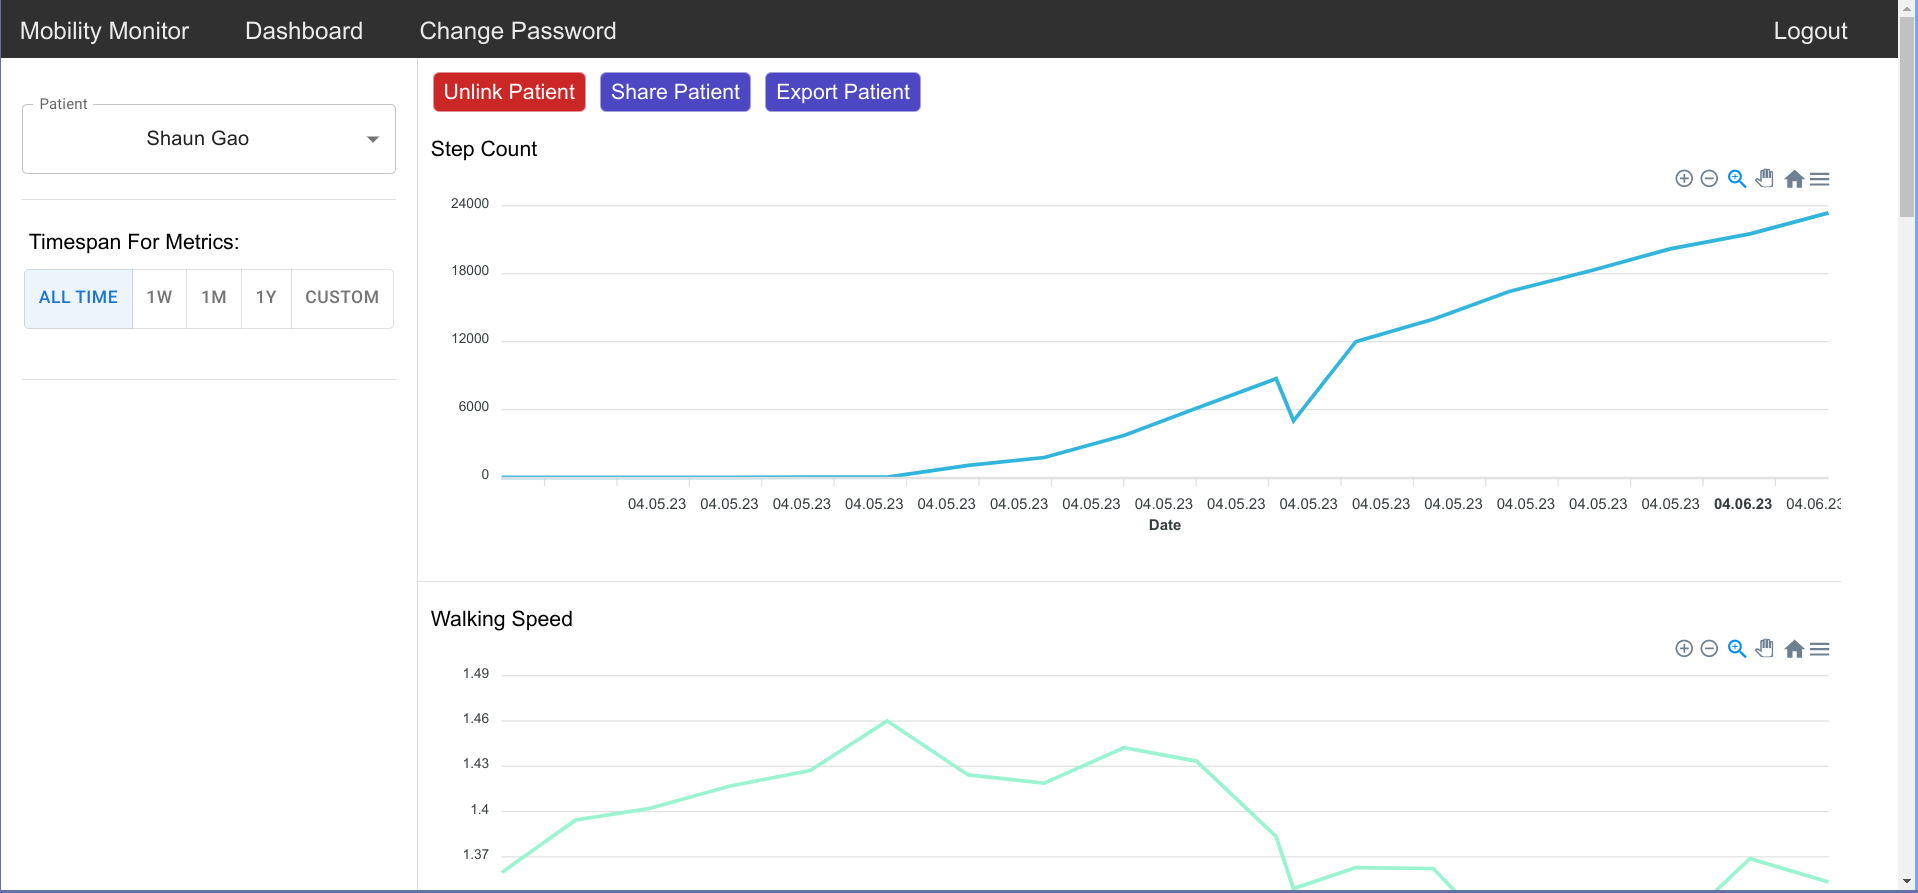 Mobility Monitor Dashboard Change Password Logout
Patient
Shaun Gao
Timespan For Metrics:
ALL TIME 1W 1M 1Y CUSTOM
Unlink Patient Share Patient Export Patient
Step Count
24000
18000
12000
6000
0
04.05.23 04.05.23 04.05.23 04.05.23 04.05.23 04.05.23 04.05.23 04.05.23 04.05.23 04.05.23 04.05.23 04.05.23 04.05.23 04.05.23 04.05.23 04.06.23 04.06.23
Date
Walking Speed
1.49
1.46
1.43
1.4
1.37